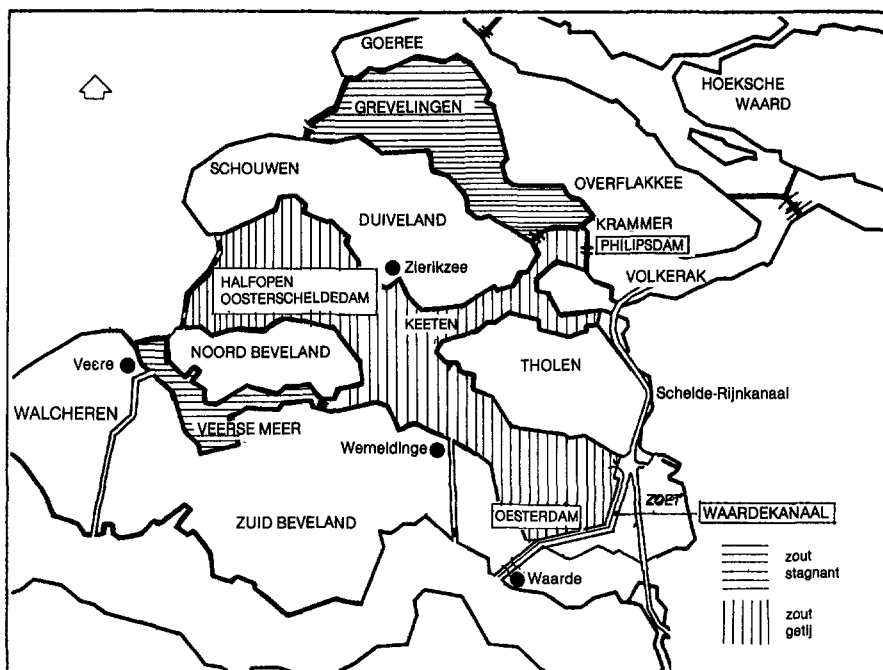 GOEREE
HOEKSCHE
WAARD
GREVELINGEN
SCHOUWEN
OVERFLAKKEE
DUIVELAND
KRAMMER
PHILIPSDAM
Zierikzee
VOLKERAK
HALFOPEN
OOSTERSCHELDEDAM
KEETEN
NOORD BEVELAND
Veere
THOLEN
Schelde-Rijnkanaal
WALCHEREN
VEERSE MEER
Wemeldinge
ZOET
OESTERDAM
WAARDEKANAAL
ZUID BEVELAND
zout
stagnant
Waarde
zout
getij